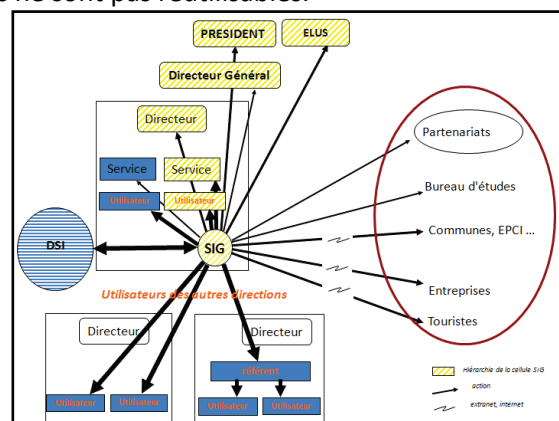 s ne sont pas réutilisables.
PRESIDENT
ELUS
Directeur Général
Directeur
Service
Service
Utilisateur
Utilisateur
DSI
SIG
Partenariats
Bureau d'études
Communes, EPCI ...
Entreprises
Touristes
Utilisateurs des autres directions
Directeur
Directeur
référent
Utilisateur
Utilisateur
Utilisateur
Utilisateur
Hiérarchie de la cellule SIG
action
extranet, internet